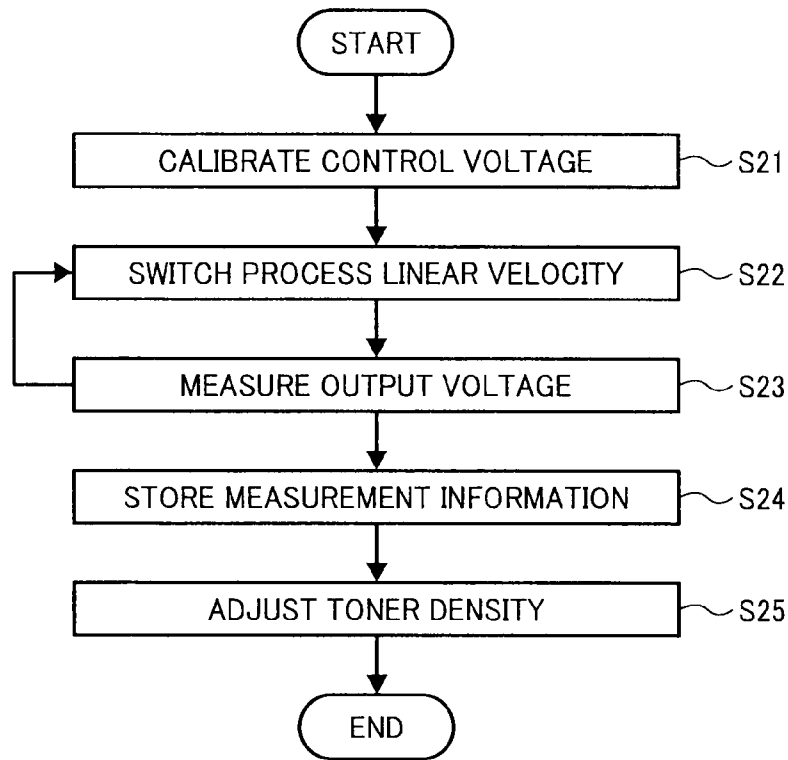 START
CALIBRATE CONTROL VOLTAGE S21
SWITCH PROCESS LINEAR VELOCITY S22
MEASURE OUTPUT VOLTAGE S23
STORE MEASUREMENT INFORMATION S24
ADJUST TONER DENSITY S25
END